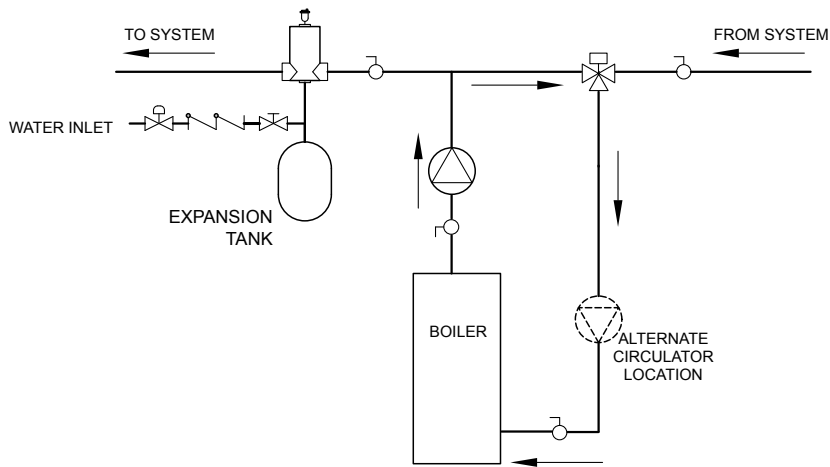 TO SYSTEM
FROM SYSTEM
WATER INLET
EXPANSION
TANK
BOILER
ALTERNATE
CIRCULATOR
LOCATION